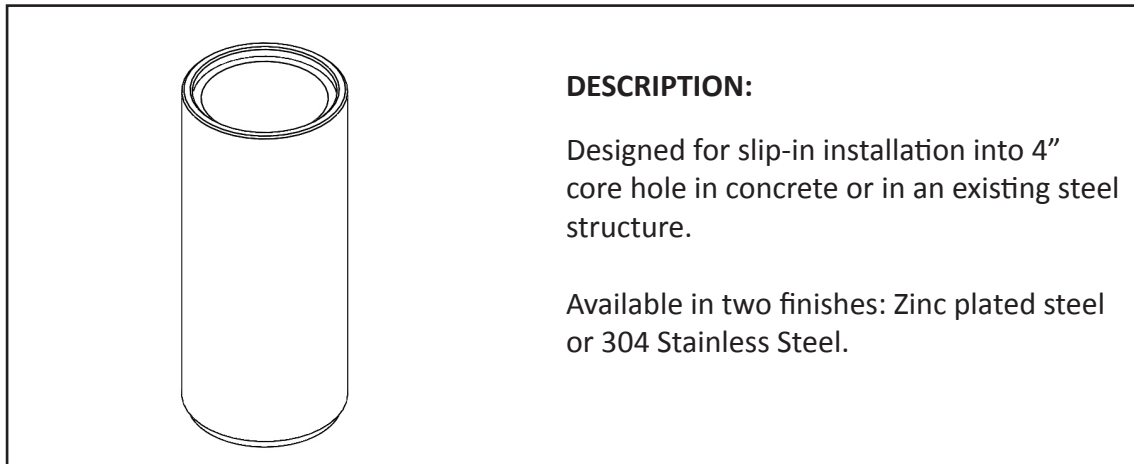 DESCRIPTION:
Designed for slip-in installation into 4”
core hole in concrete or in an existing steel
structure.
Available in two finishes: Zinc plated steel
or 304 Stainless Steel.